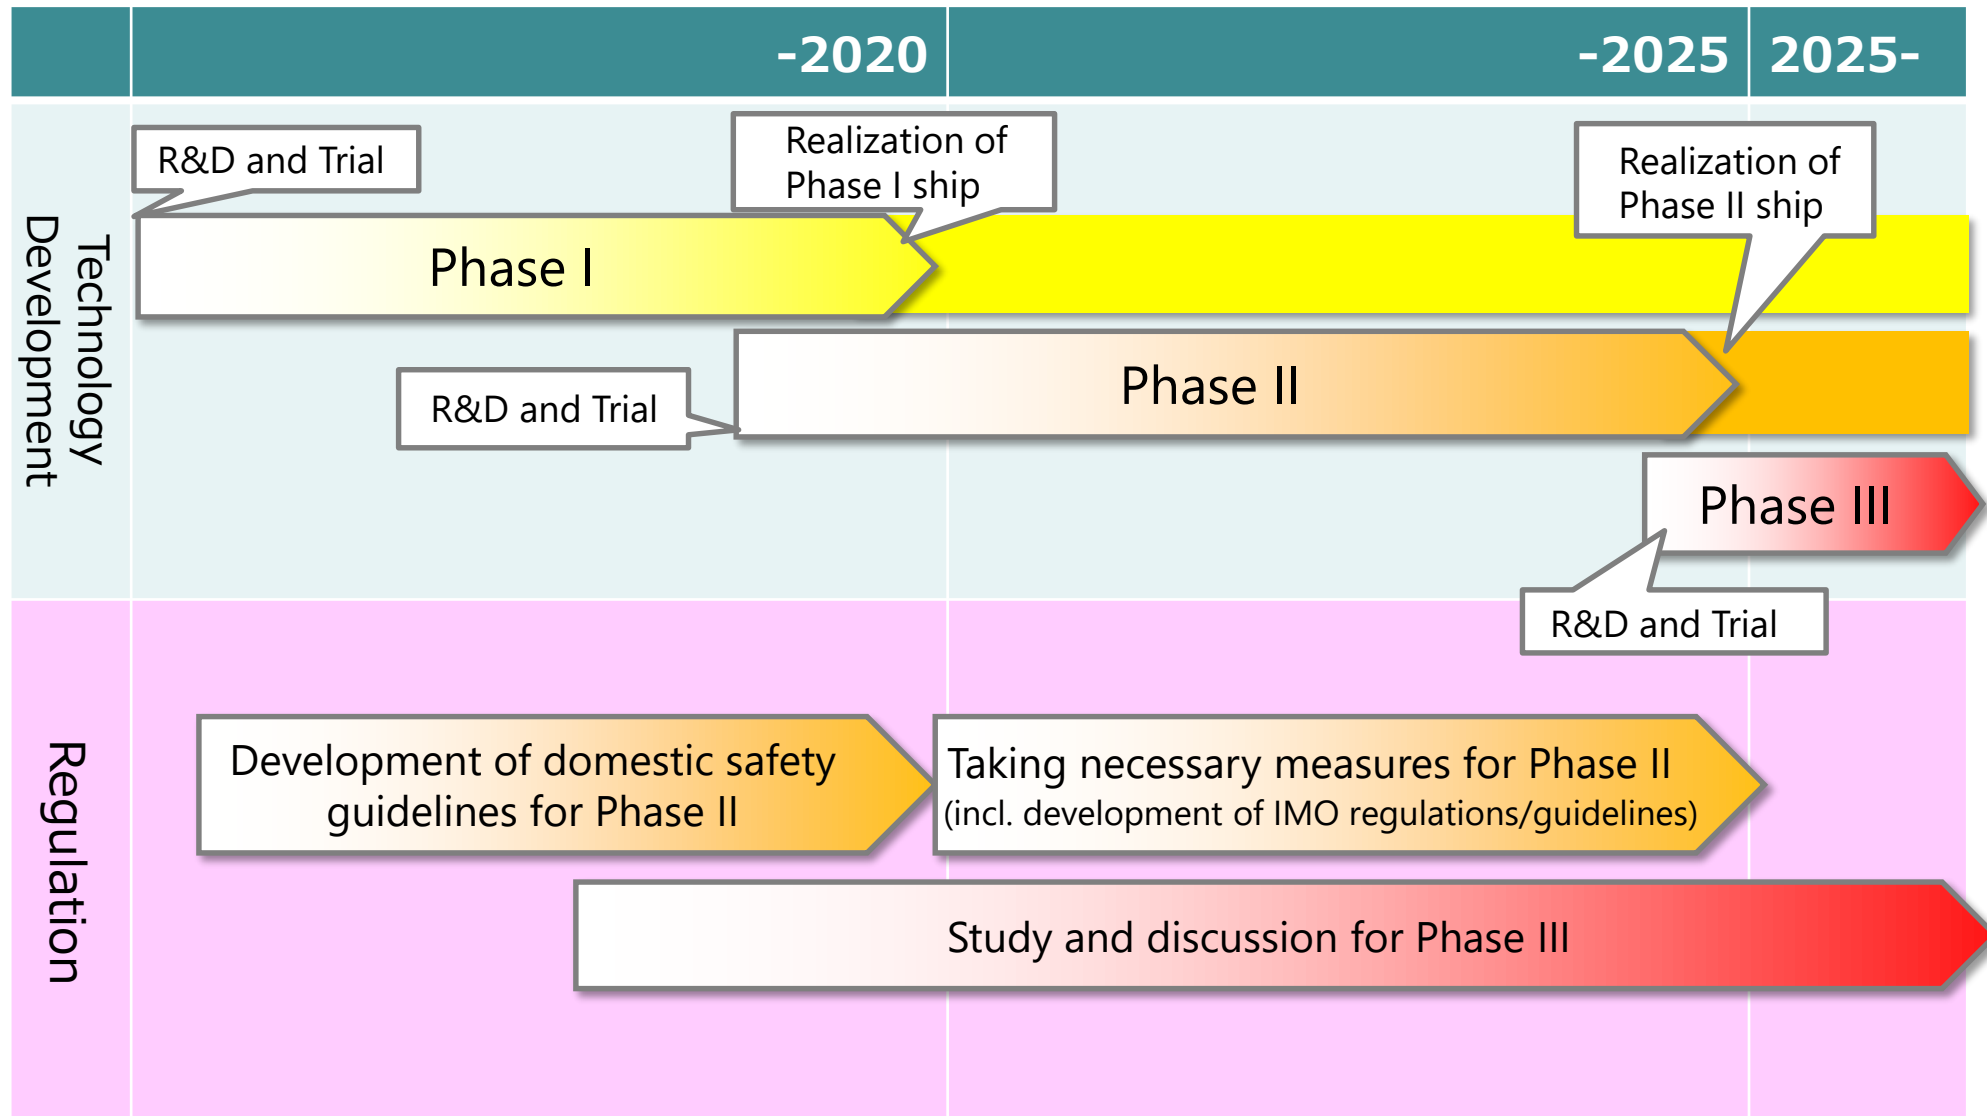 -2020
-2025
2025-
Technology
Development
R&D and Trial
Realization of
Phase I ship
Realization of
Phase II ship
Phase I
Phase II
R&D and Trial
Phase III
R&D and Trial
Regulation
Development of domestic safety
guidelines for Phase II
Taking necessary measures for Phase II
(incl. development of IMO regulations/guidelines)
Study and discussion for Phase III